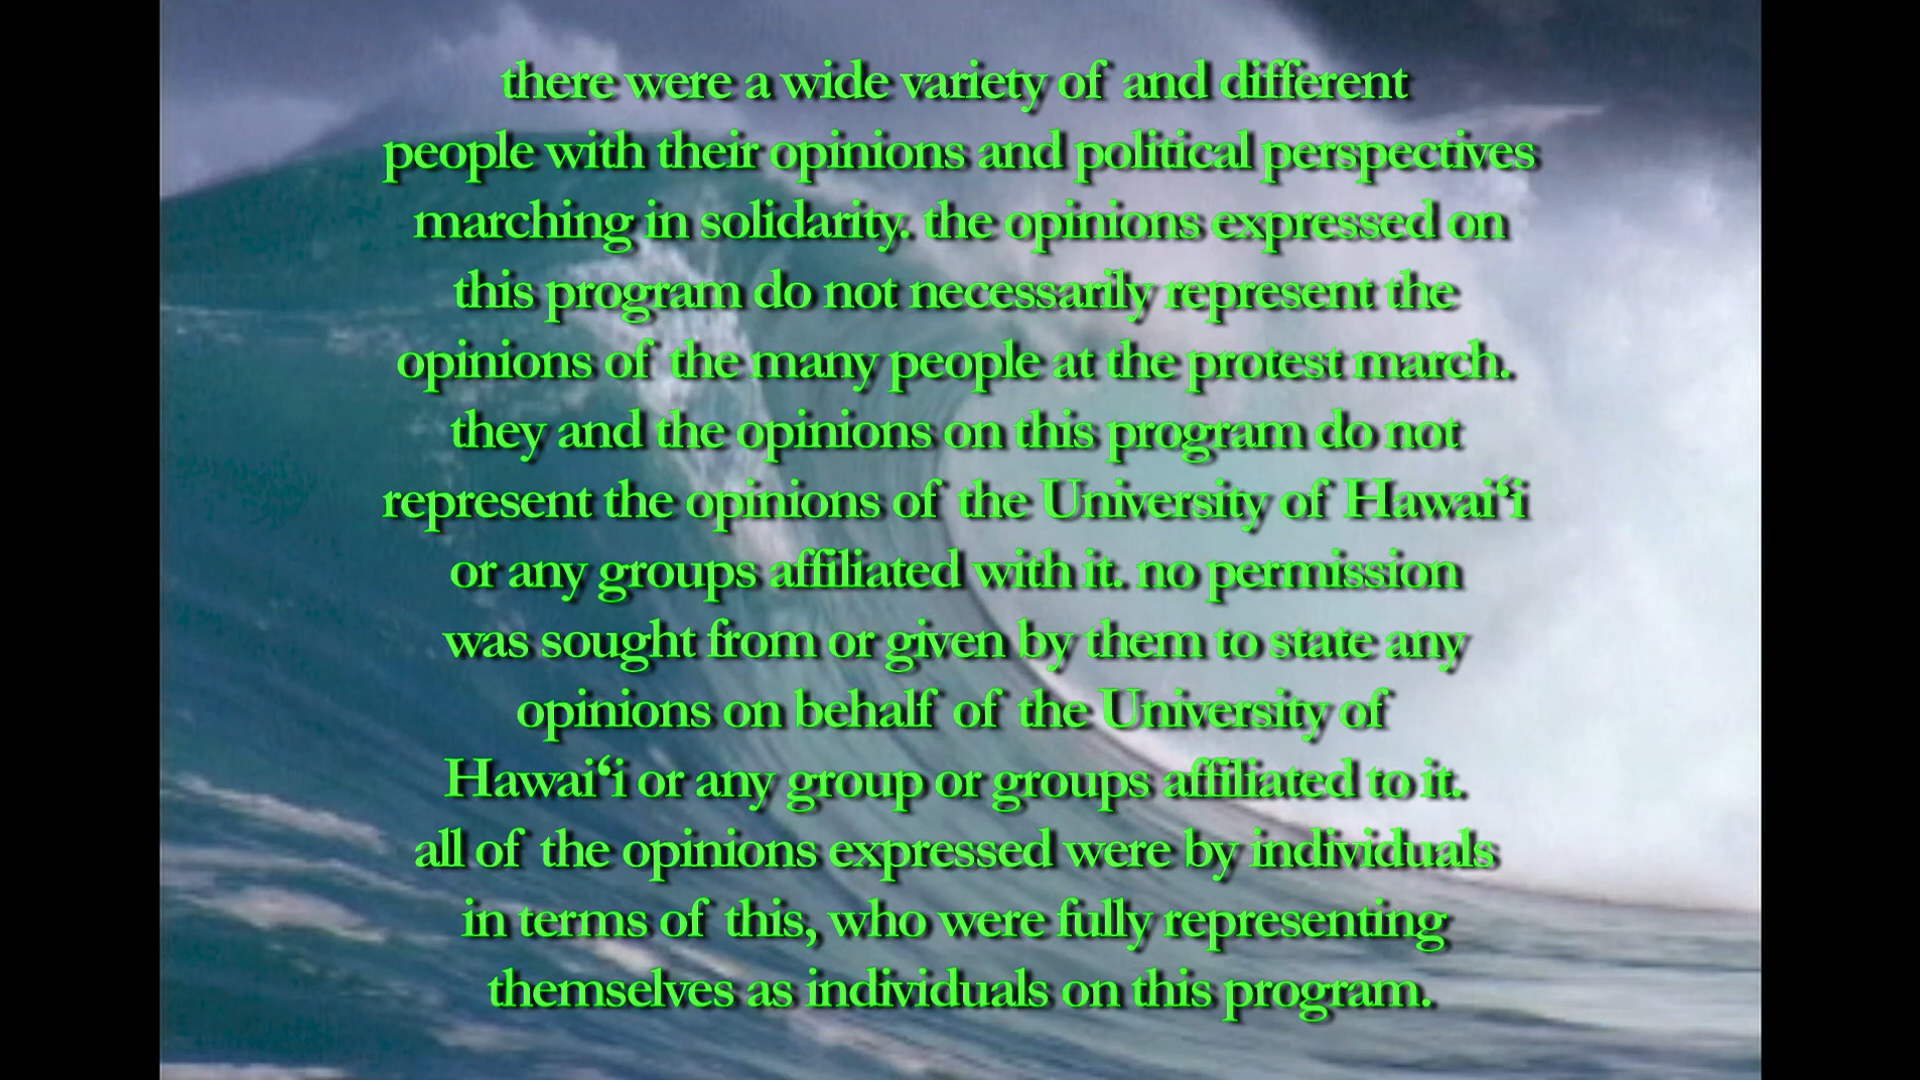 there were a wide variety of and different
people with their opinions and political perspectives
marching in solidarity. the opinions expressed on
this program do not necessarily represent the
opinions of the many people at the protest march.
they and the opinions on this program do not
represent the opinions of the University of Hawaiʻi
or any groups affiliated with it. no permission
was sought from or given by them to state any
opinions on behalf of the University of
Hawaiʻi or any group or groups affiliated to it.
all of the opinions expressed were by individuals
in terms of this, who were fully representing
themselves as individuals on this program.